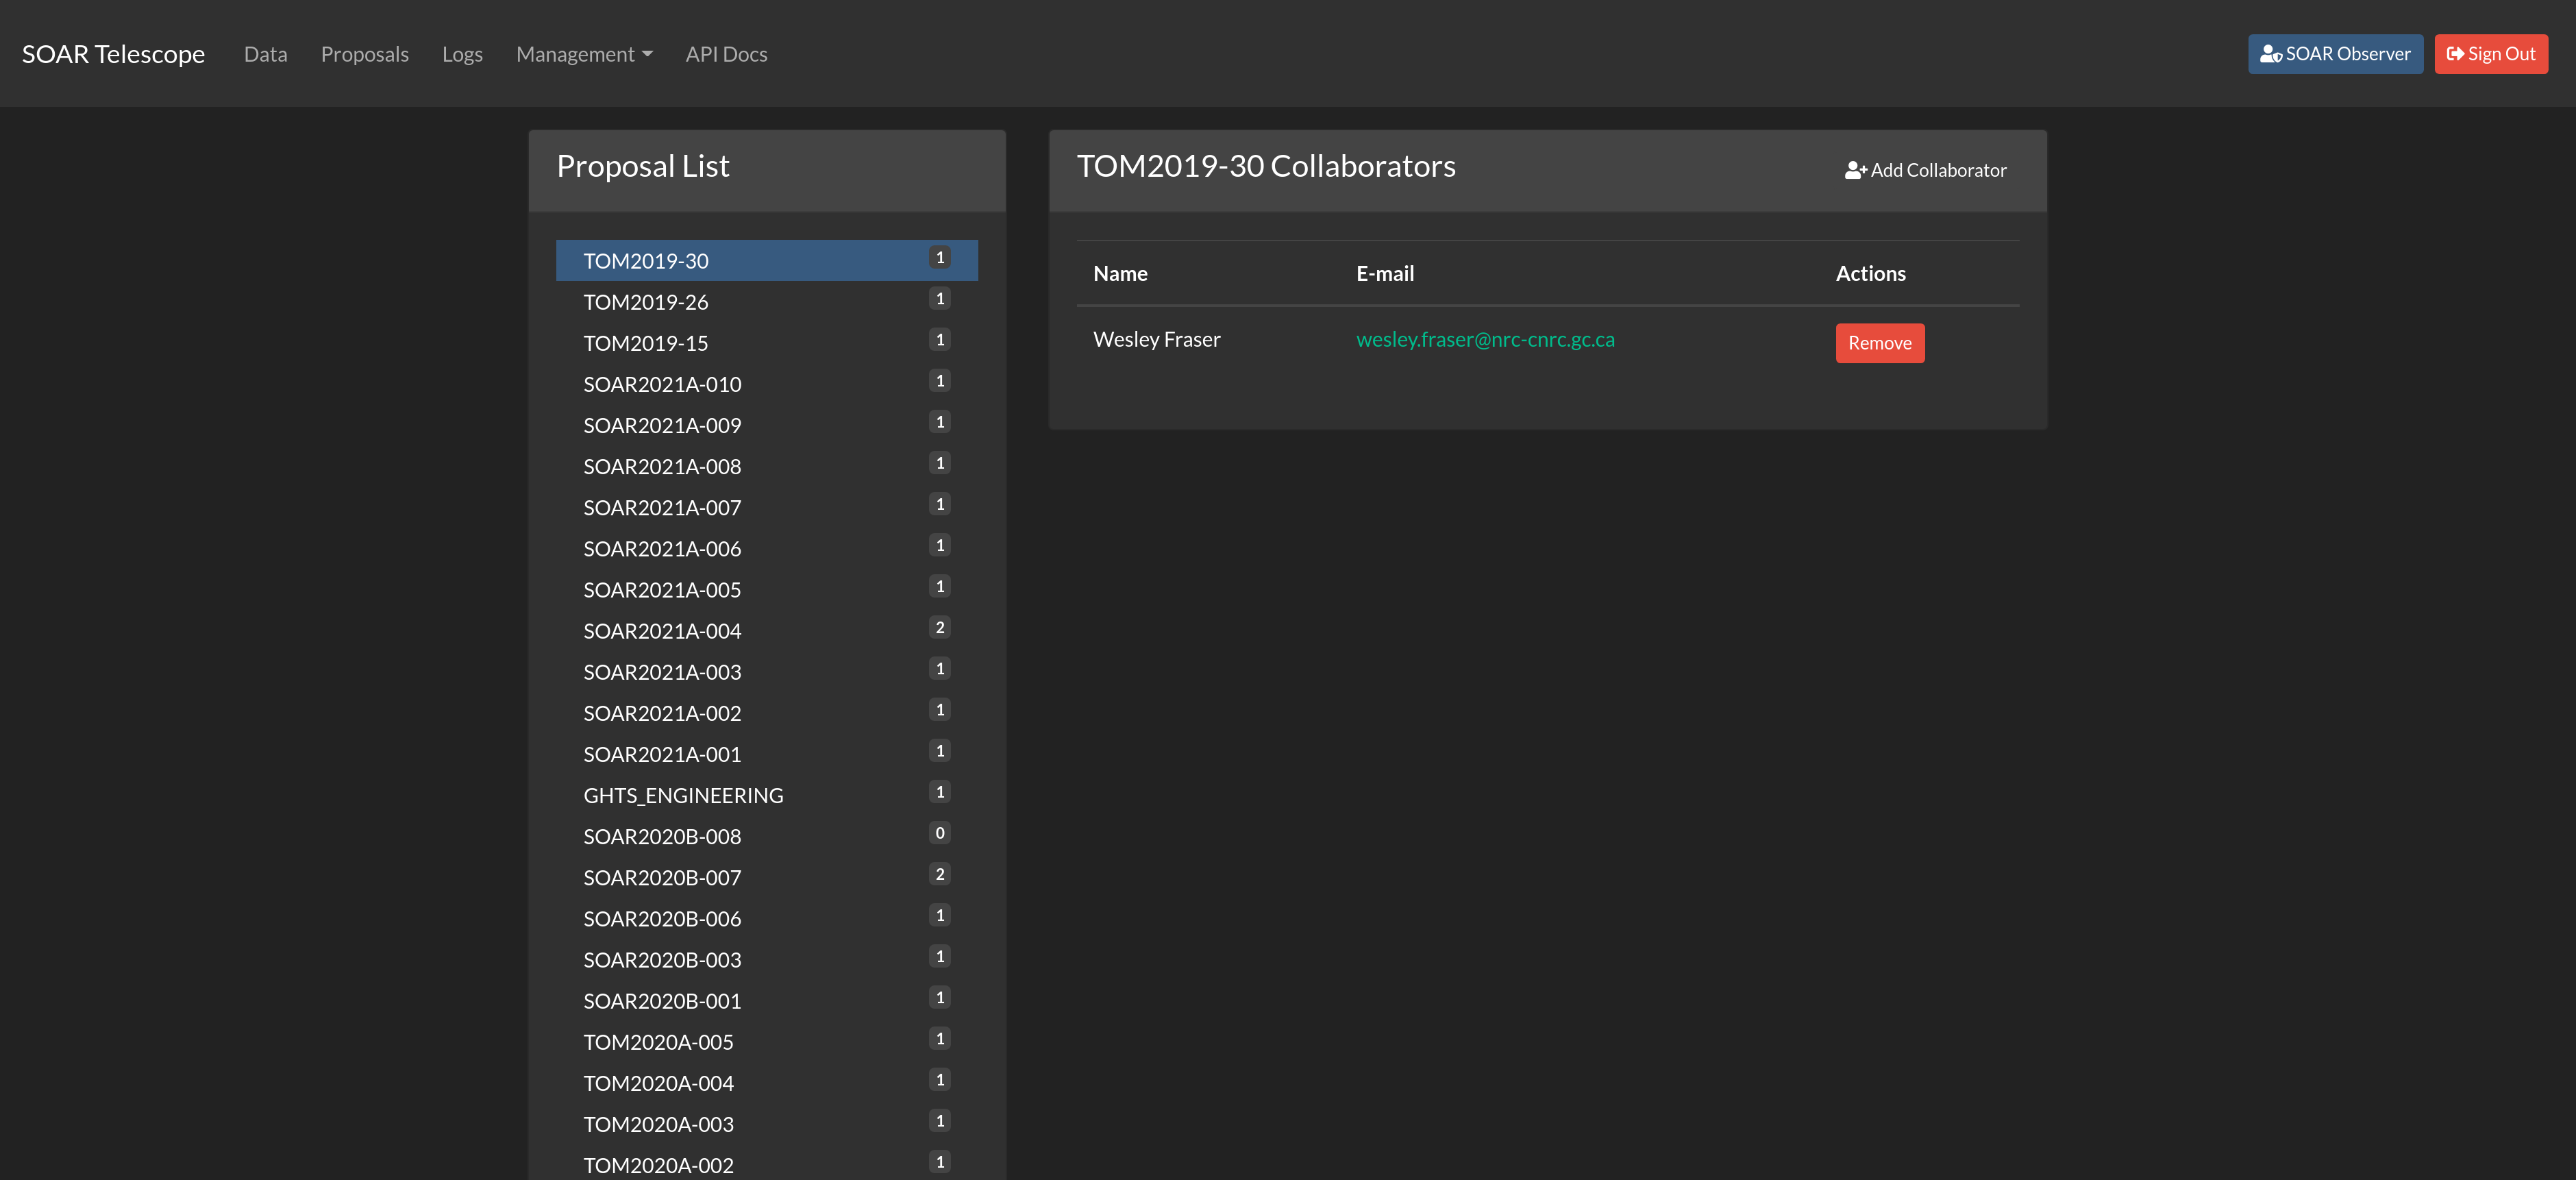 SOAR Telescope Data Proposals Logs Management API Docs SOAR Observer Sign Out
Proposal List
TOM2019-30 1
TOM2019-26 1
TOM2019-15 1
SOAR2021A-010 1
SOAR2021A-009 1
SOAR2021A-008 1
SOAR2021A-007 1
SOAR2021A-006 1
SOAR2021A-005 1
SOAR2021A-004 2
SOAR2021A-003 1
SOAR2021A-002 1
SOAR2021A-001 1
GHTS_ENGINEERING 1
SOAR2020B-008 0
SOAR2020B-007 2
SOAR2020B-006 1
SOAR2020B-003 1
SOAR2020B-001 1
TOM2020A-005 1
TOM2020A-004 1
TOM2020A-003 1
TOM2020A-002 1
TOM2019-30 Collaborators Add Collaborator
Name E-mail Actions
Wesley Fraser wesley.fraser@nrc-cnrc.gc.ca Remove